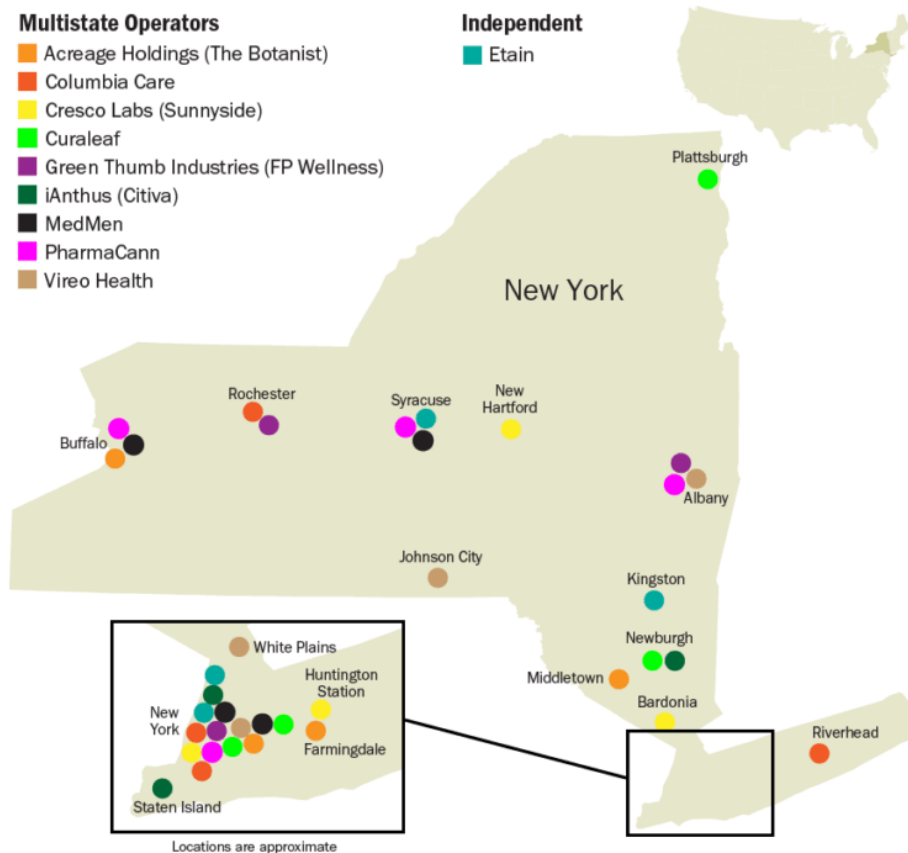 Multistate Operators
Acreage Holdings (The Botanist)
Columbia Care
Cresco Labs (Sunnyside)
Curaleaf
Green Thumb Industries (FP Wellness)
iAnthus (Citiva)
MedMen
PharmaCann
Vireo Health
Independent
Etain
Plattsburgh
New York
Rochester
Syracuse
New
Hartford
Buffalo
Albany
Johnson City
Kingston
Newburgh
Middletown
Bardonia
Riverhead
White Plains
Huntington
Station
New
York
Farmingdale
Staten Island
Locations are approximate